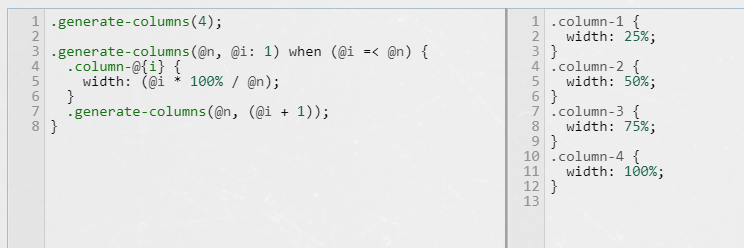 1 .generate-columns(4);
2
3 .generate-columns(@n, @i: 1) when (@i =< @n) {
4   .column-@{i} {
5     width: (@i * 100% / @n);
6   }
7   .generate-columns(@n, (@i + 1));
8 }
1 .column-1 {
2   width: 25%;
3 }
4 .column-2 {
5   width: 50%;
6 }
7 .column-3 {
8   width: 75%;
9 }
10 .column-4 {
11   width: 100%;
12 }
13